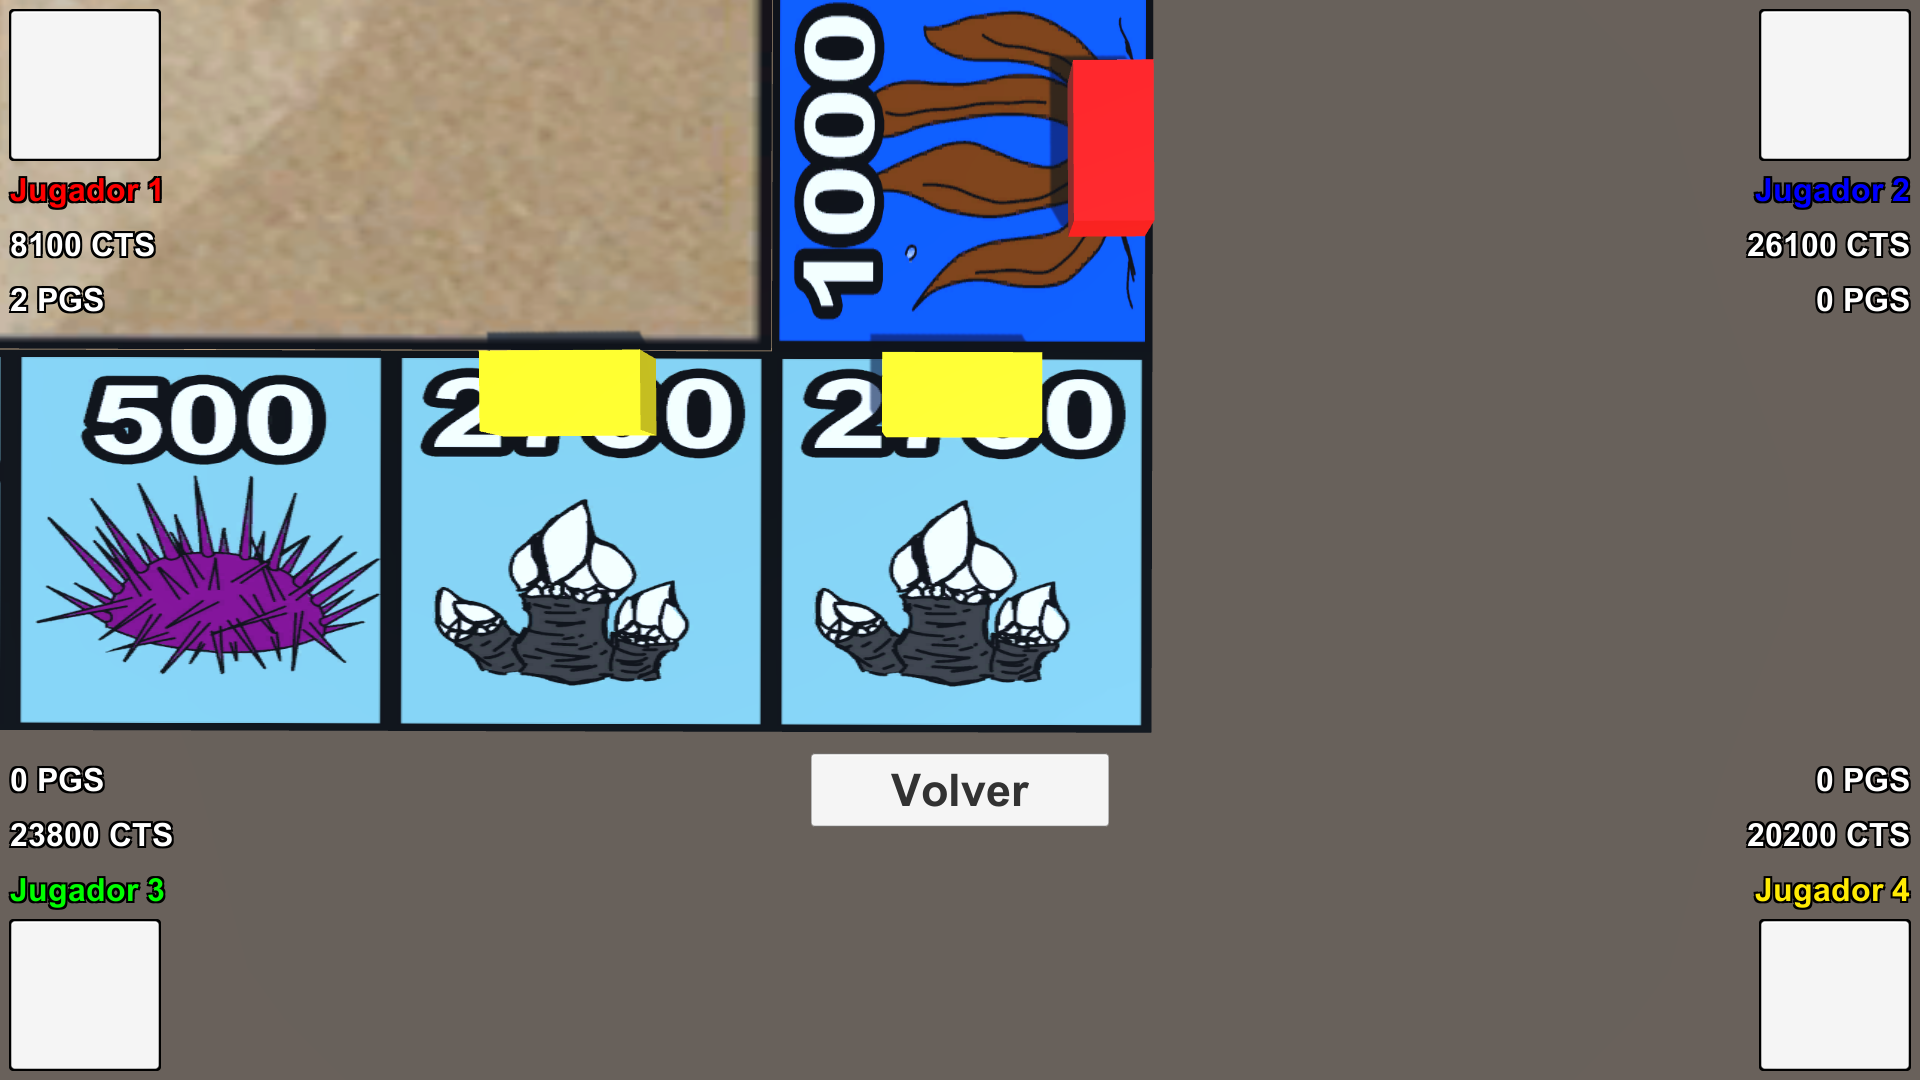 Jugador 1
8100 CTS
2 PGS
1000
Jugador 2
26100 CTS
0 PGS
500
0 PGS
23800 CTS
Jugador 3
Volver
0 PGS
20200 CTS
Jugador 4